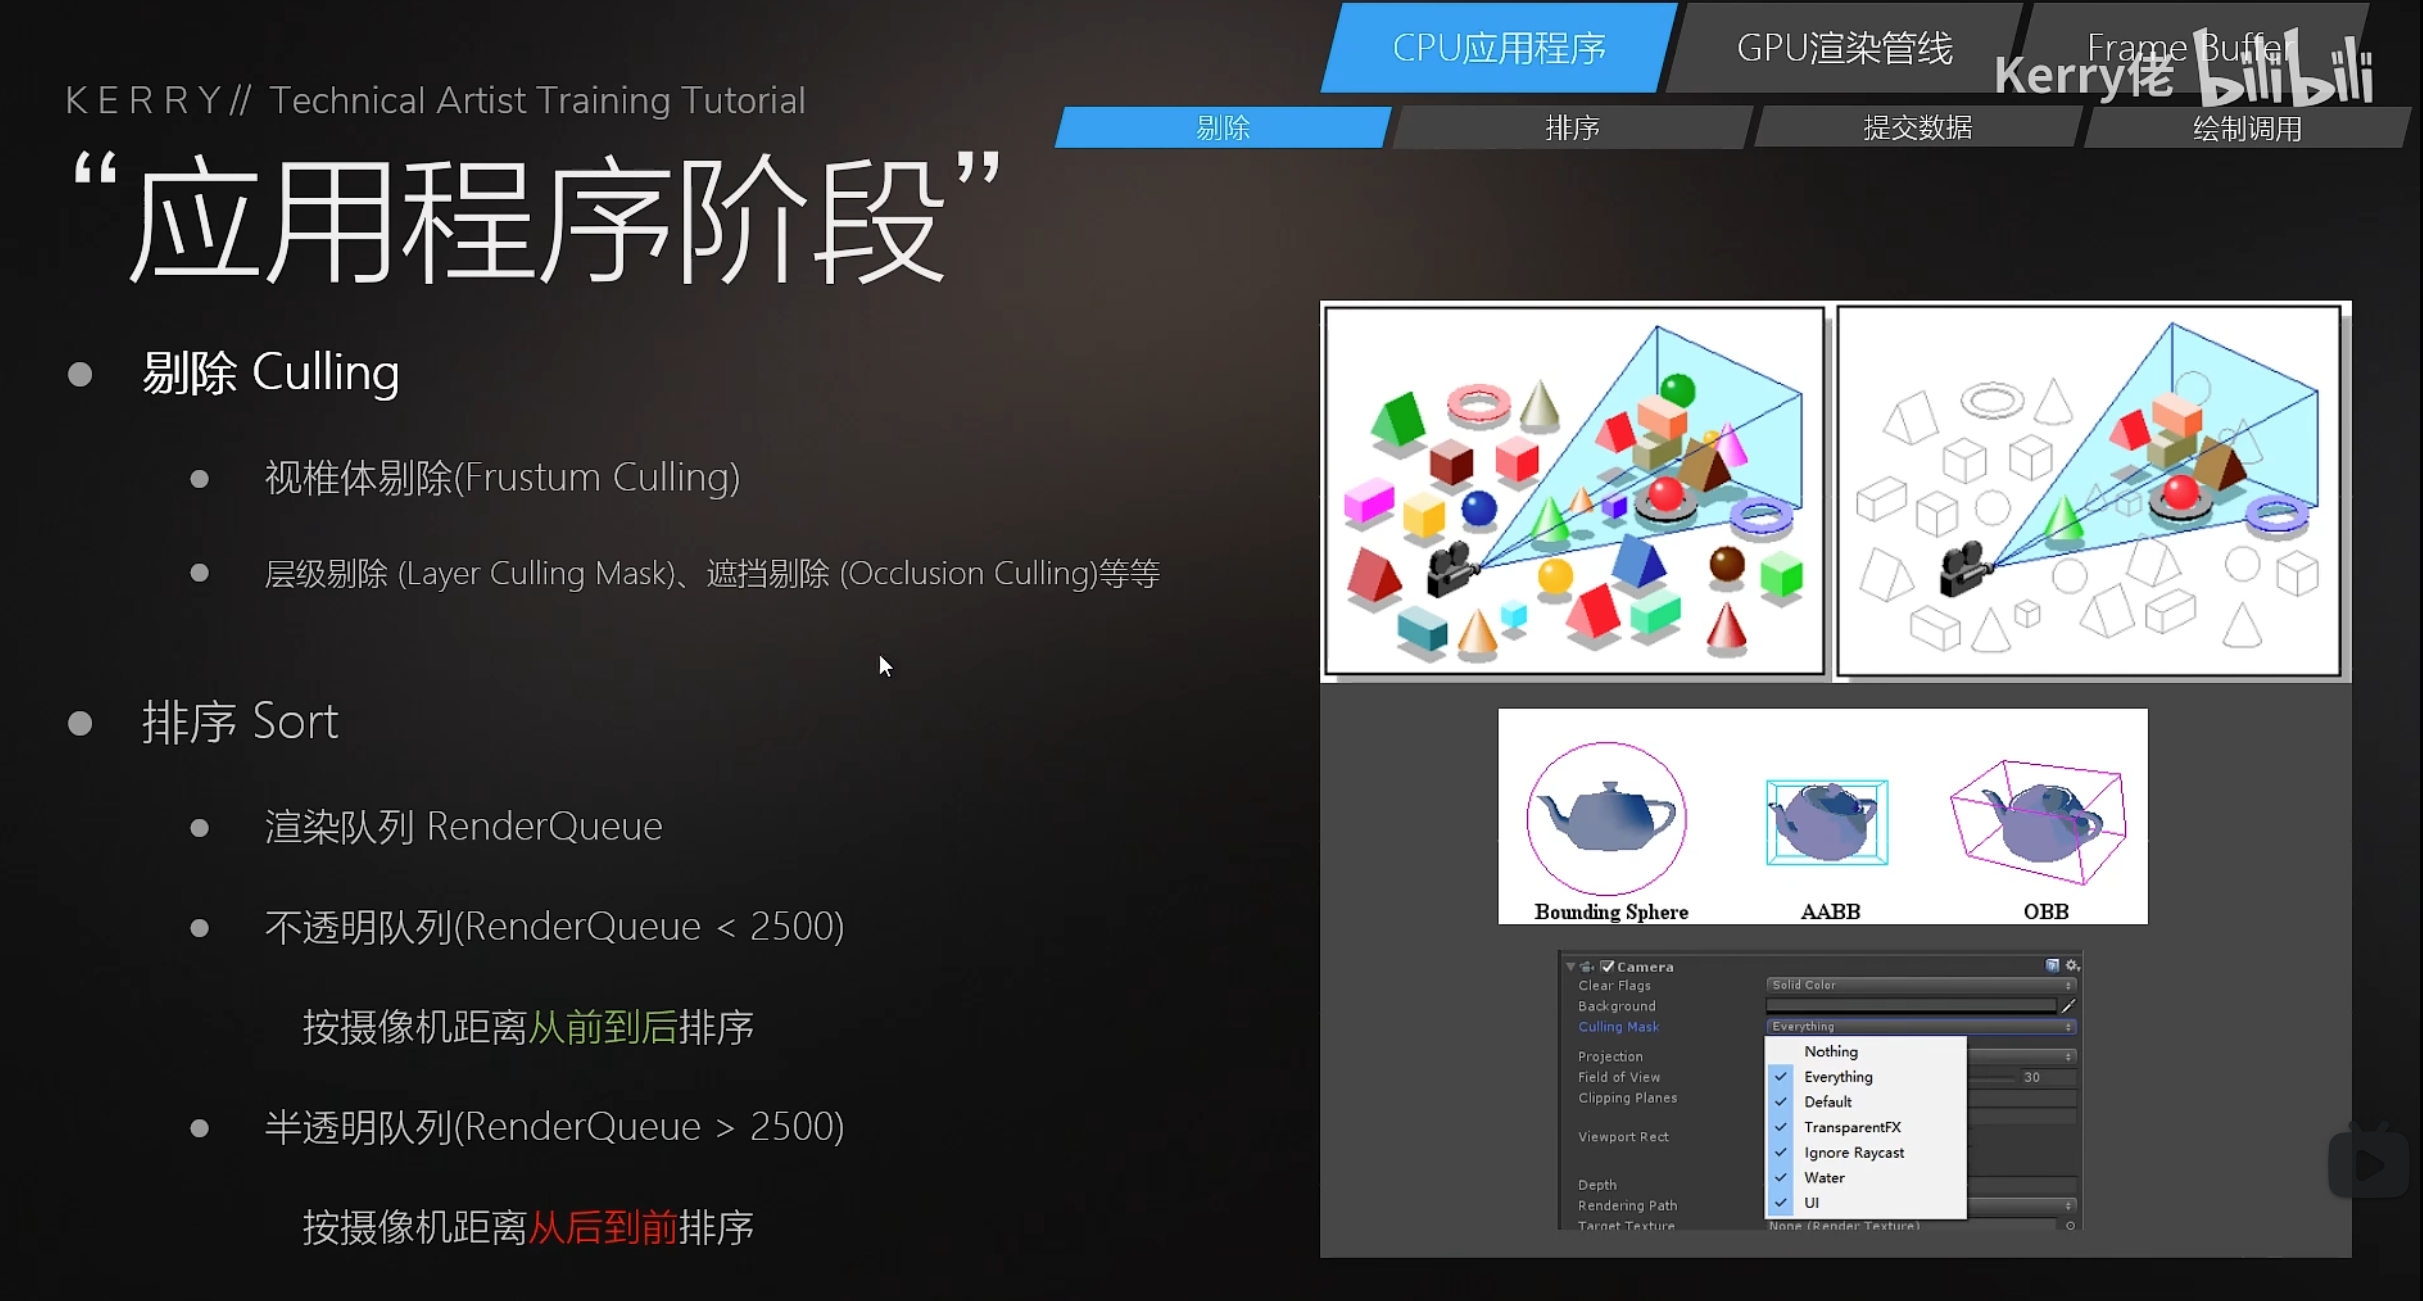 CPU应用程序
GPU渲染管线
Frame Buffer
Kerry佬 bilibili
KERRY// Technical Artist Training Tutorial
剔除
排序
提交数据
绘制调用
“应用程序阶段”
剔除 Culling
视椎体剔除(Frustum Culling)
层级剔除 (Layer Culling Mask)、遮挡剔除 (Occlusion Culling)等等
排序 Sort
渲染队列 RenderQueue
不透明队列(RenderQueue < 2500)
按摄像机距离从前到后排序
半透明队列(RenderQueue > 2500)
按摄像机距离从后到前排序
Bounding Sphere
AABB
OBB
Camera
Clear Flags
Solid Color
Background
Culling Mask
Everything
Nothing
Everything
Default
TransparentFX
Ignore Raycast
Water
UI
Projection
Field of View
30
Clipping Planes
Viewport Rect
Depth
Rendering Path
Target Texture
None (Render Texture)